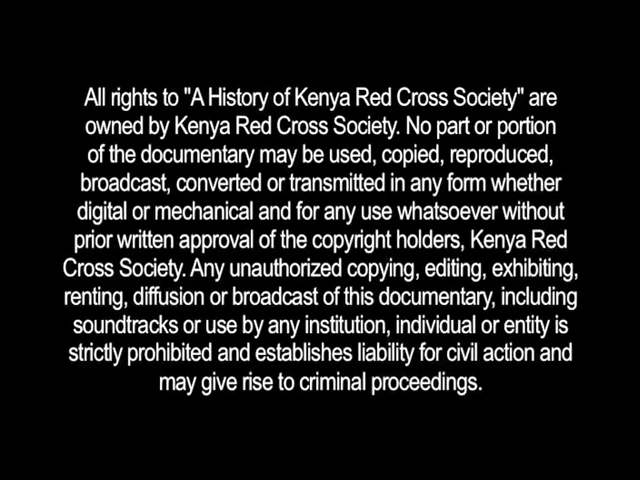 All rights to "A History of Kenya Red Cross Society" are
owned by Kenya Red Cross Society. No part or portion
of the documentary may be used, copied, reproduced,
broadcast, converted or transmitted in any form whether
digital or mechanical and for any use whatsoever without
prior written approval of the copyright holders, Kenya Red
Cross Society. Any unauthorized copying, editing, exhibiting,
renting, diffusion or broadcast of this documentary, including
soundtracks or use by any institution, individual or entity is
strictly prohibited and establishes liability for civil action and
may give rise to criminal proceedings.